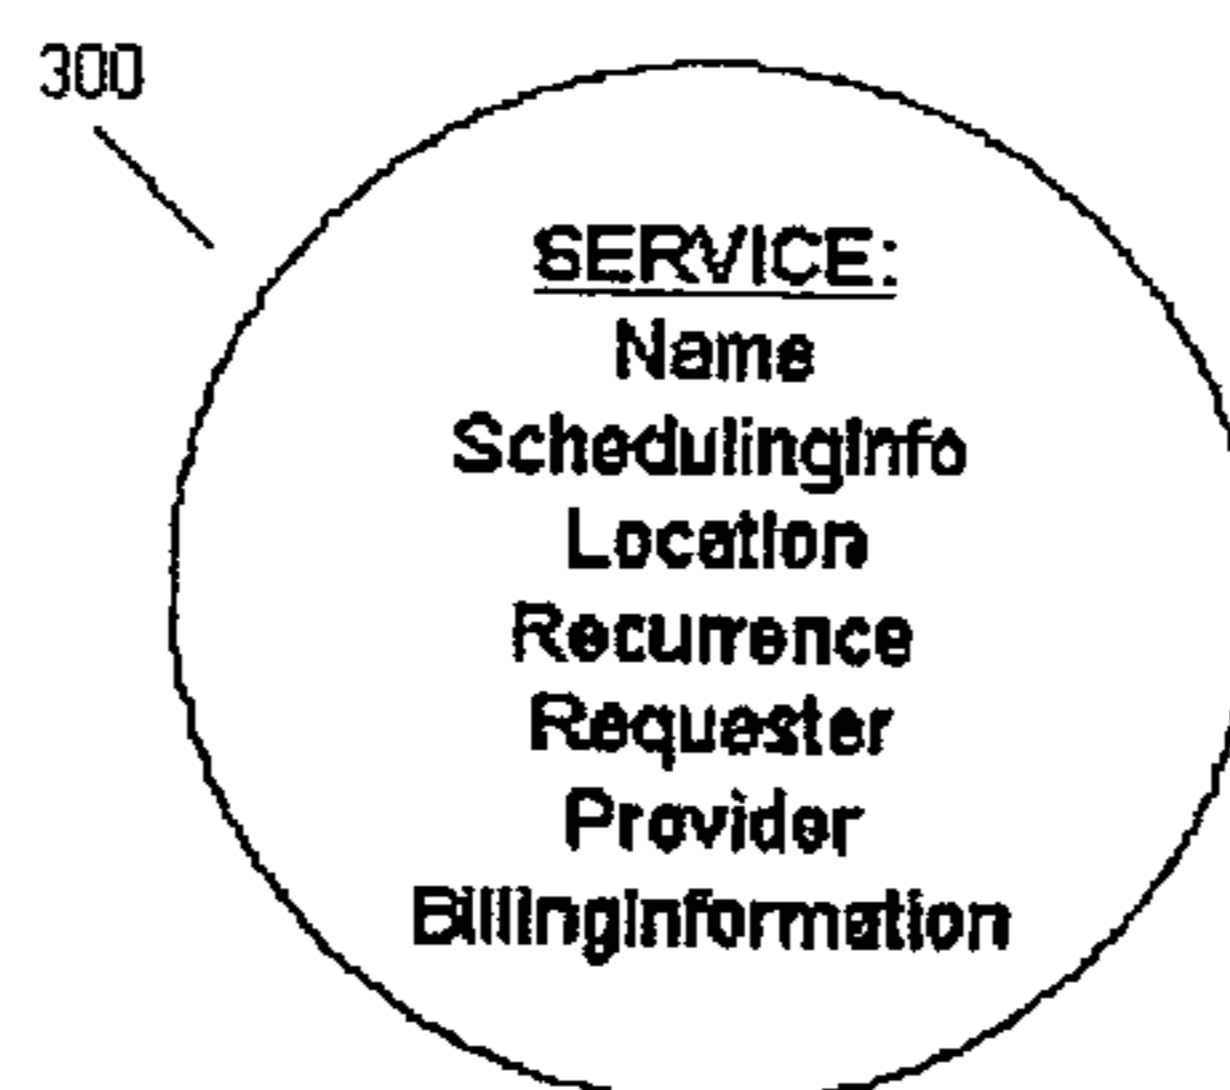 300
SERVICE:
Name
SchedulingInfo
Location
Recurrence
Requester
Provider
BillingInformation